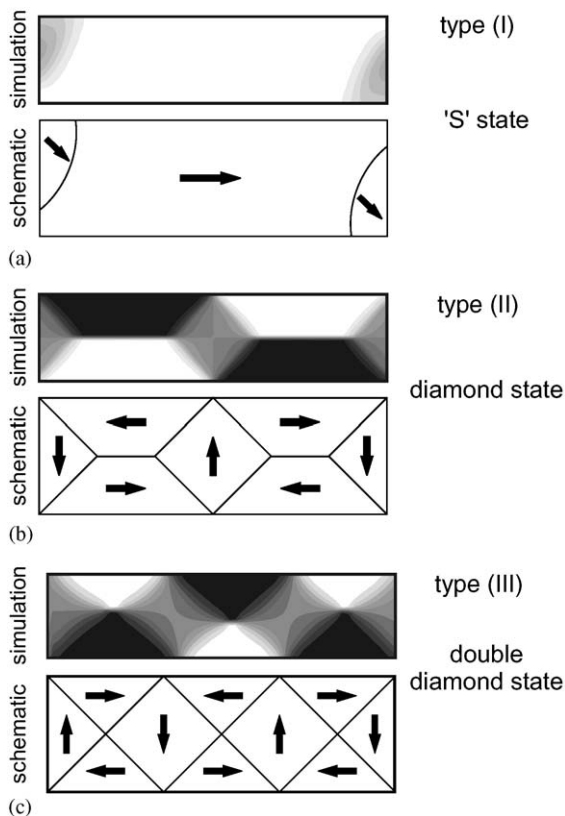 simulation
type (I)
schematic
'S' state
(a)
simulation
type (II)
schematic
diamond state
(b)
simulation
type (III)
schematic
double
diamond state
(c)